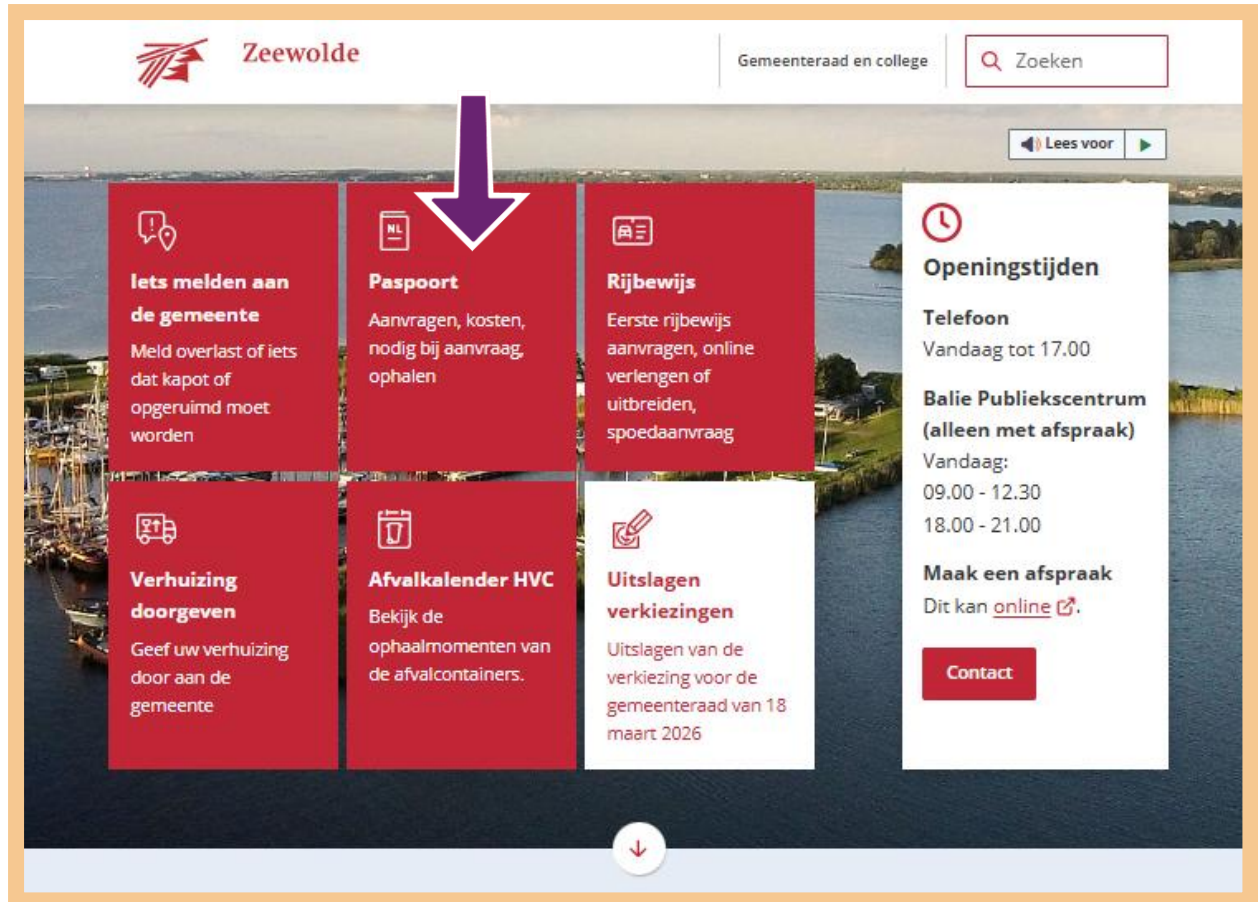 Zeewolde
Gemeenteraad en college
Zoeken
Lees voor
NL
Iets melden aan
de gemeente
Meld overlast of iets
dat kapot of
opgeruimd moet
worden
Paspoort
Aanvragen, kosten,
nodig bij aanvraag,
ophalen
Rijbewijs
Eerste rijbewijs
aanvragen, online
verlengen of
uitbreiden,
spoedaanvraag
Verhuizing
doorgeven
Geef uw verhuizing
door aan de
gemeente
Afvalkalender HVC
Bekijk de
ophaalmomenten van
de afvalcontainers.
Uitslagen
verkiezingen
Uitslagen van de
verkiezing voor de
gemeenteraad van 18
maart 2026
Openingstijden
Telefoon
Vandaag tot 17.00
Balie Publiekscentrum
(alleen met afspraak)
Vandaag:
09.00 - 12.30
18.00 - 21.00
Maak een afspraak
Dit kan online.
Contact